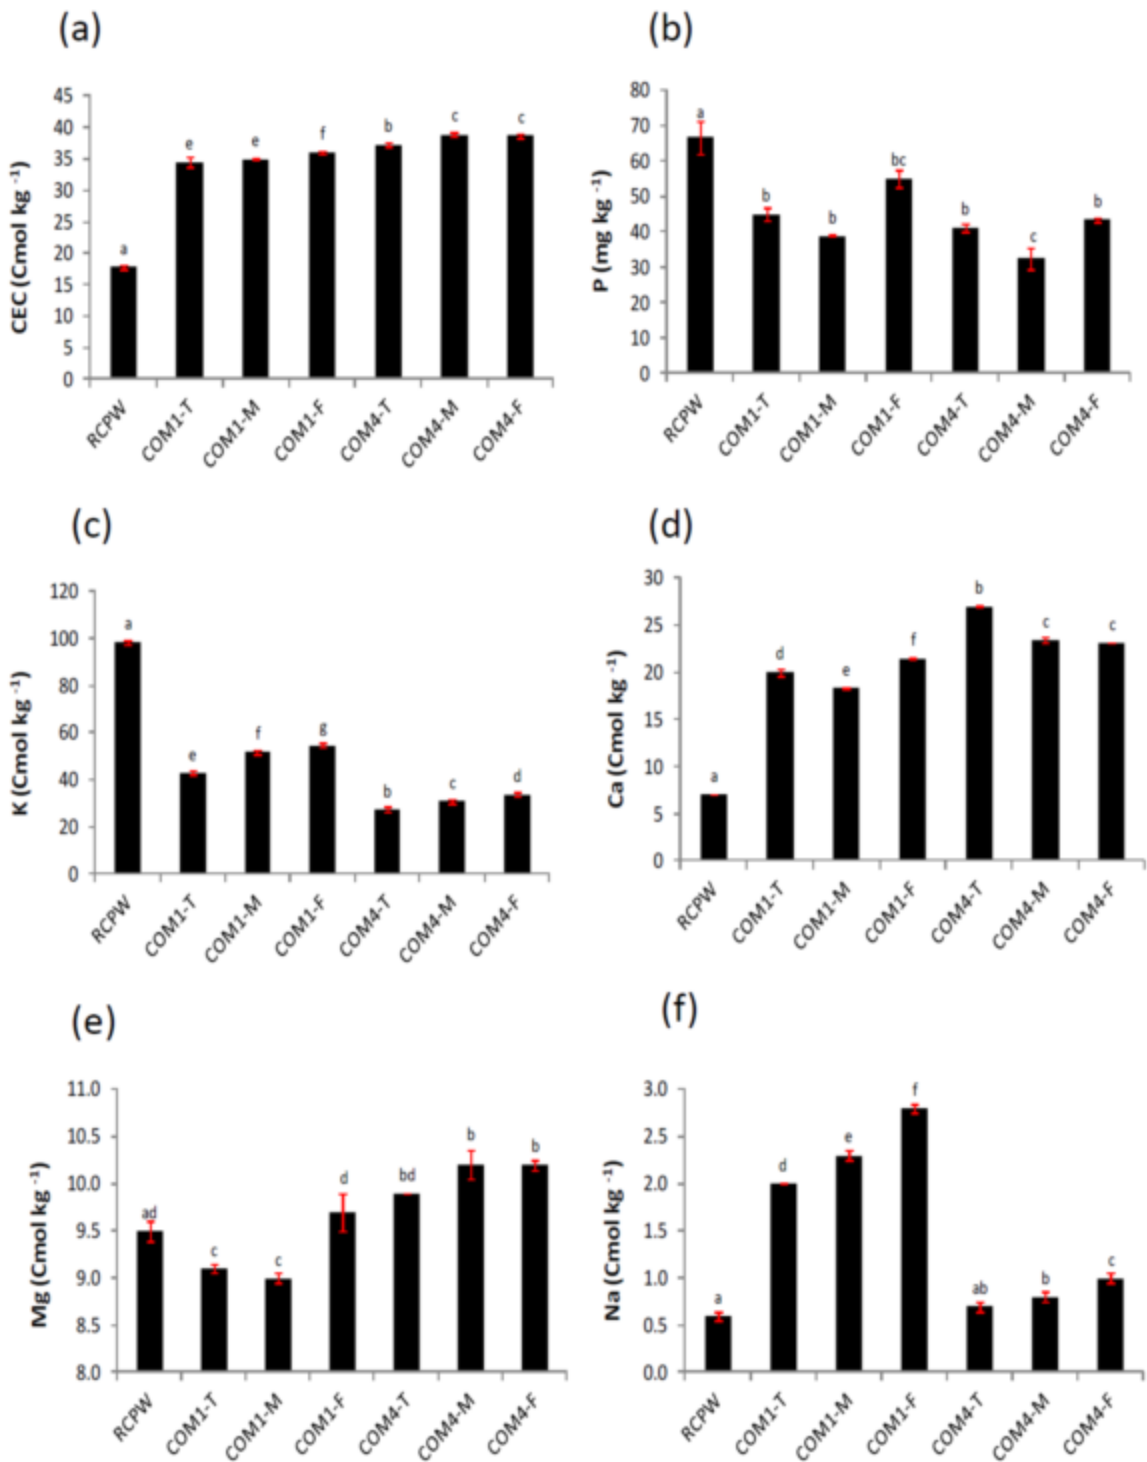 (a)
CEC (Cmol kg -1)
45
40
35
30
25
20
15
10
5
0
a
e
e
f
b
c
c
RCPW
COM1-T
COM1-M
COM1-F
COM4-T
COM4-M
COM4-F
(b)
P (mg kg -1)
80
70
60
50
40
30
20
10
0
a
b
b
bc
b
c
b
RCPW
COM1-T
COM1-M
COM1-F
COM4-T
COM4-M
COM4-F
(c)
K (Cmol kg -1)
120
100
80
60
40
20
0
a
e
f
g
b
c
d
RCPW
COM1-T
COM1-M
COM1-F
COM4-T
COM4-M
COM4-F
(d)
Ca (Cmol kg -1)
30
25
20
15
10
5
0
a
d
e
f
b
c
c
RCPW
COM1-T
COM1-M
COM1-F
COM4-T
COM4-M
COM4-F
(e)
Mg (Cmol kg -1)
11.0
10.5
10.0
9.5
9.0
8.5
8.0
ad
c
c
d
bd
b
b
RCPW
COM1-T
COM1-M
COM1-F
COM4-T
COM4-M
COM4-F
(f)
Na (Cmol kg -1)
3.0
2.5
2.0
1.5
1.0
0.5
0.0
a
d
e
f
ab
b
c
RCPW
COM1-T
COM1-M
COM1-F
COM4-T
COM4-M
COM4-F